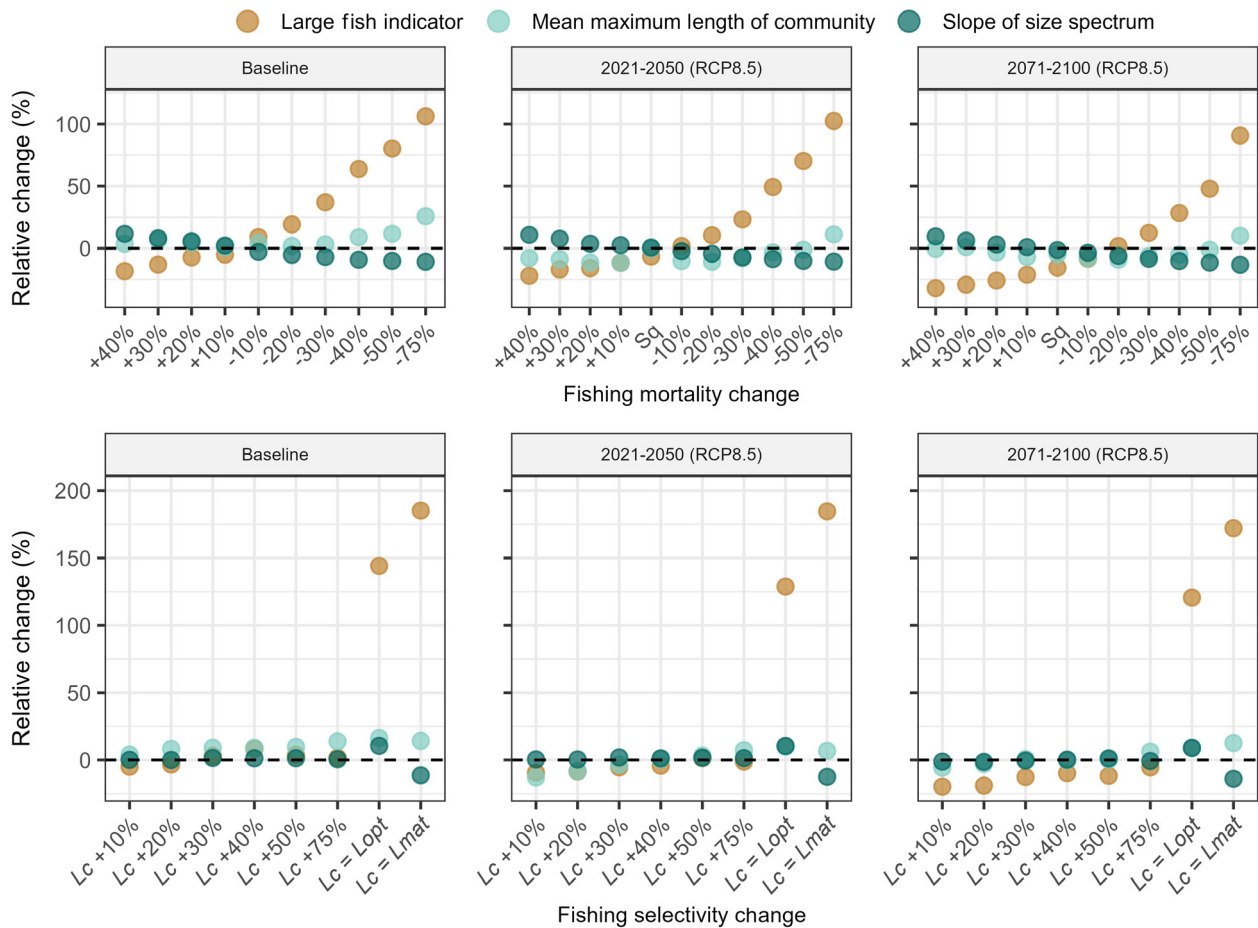 Large fish indicator Mean maximum length of community Slope of size spectrum
Baseline 2021-2050 (RCP8.5) 2071-2100 (RCP8.5)
Relative change (%)
100
50
0
+40% +30% +20% +10% -10% -20% -30% -40% -50% -75%
+40% +30% +20% +10% Sq -10% -20% -30% -40% -50% -75%
+40% +30% +20% +10% Sq -10% -20% -30% -40% -50% -75%
Fishing mortality change
Baseline 2021-2050 (RCP8.5) 2071-2100 (RCP8.5)
Relative change (%)
200
150
100
50
0
Lc +10% Lc +20% Lc +30% Lc +40% Lc +50% Lc +75% Lc = Lopt Lc = Lmat
Lc +10% Lc +20% Lc +30% Lc +40% Lc +50% Lc +75% Lc = Lopt Lc = Lmat
Lc +10% Lc +20% Lc +30% Lc +40% Lc +50% Lc +75% Lc = Lopt Lc = Lmat
Fishing selectivity change